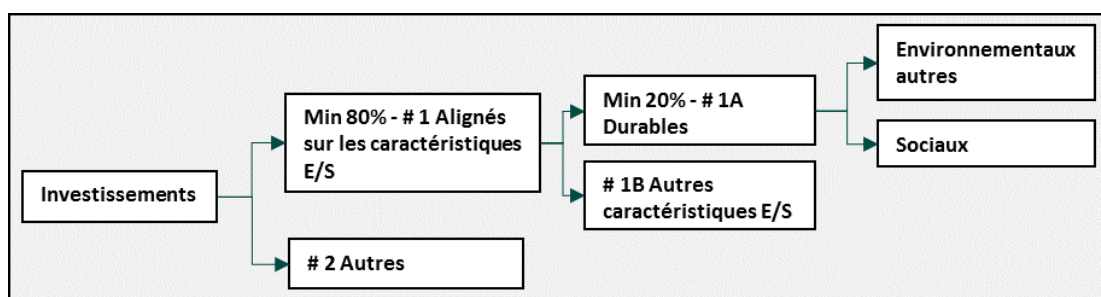 Investissements
Min 80% - # 1 Alignés
sur les caractéristiques
E/S
# 2 Autres
Min 20% - # 1A
Durables
# 1B Autres
caractéristiques E/S
Environnementaux
autres
Sociaux